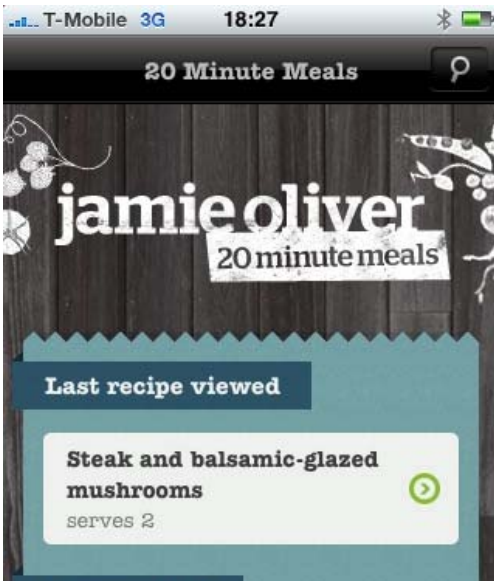 T-Mobile 3G 18:27
20 Minute Meals
jamie oliver
20 minute meals
Last recipe viewed
Steak and balsamic-glazed
mushrooms
serves 2